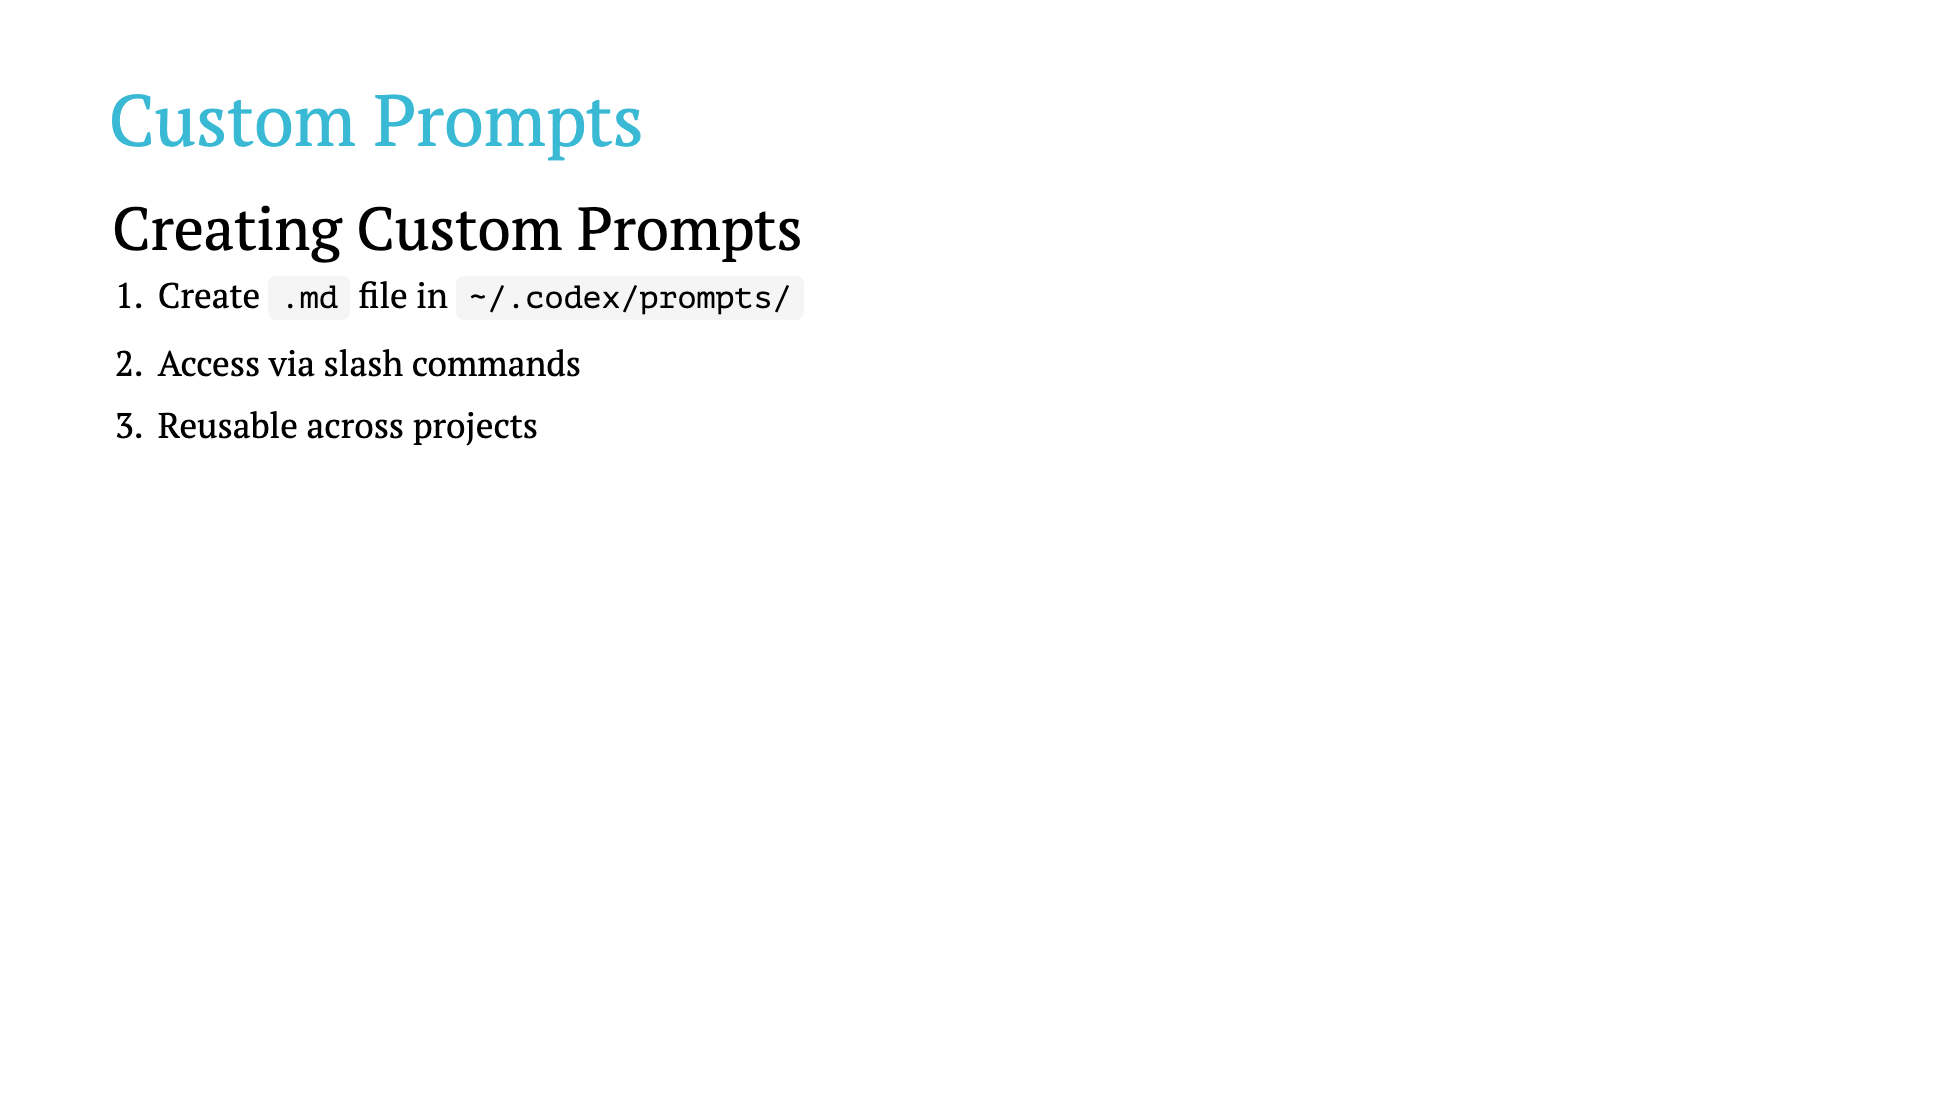 Custom Prompts
Creating Custom Prompts
1. Create .md file in ~/.codex/prompts/
2. Access via slash commands
3. Reusable across projects